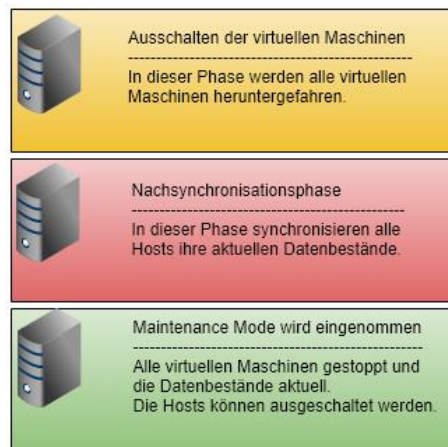 Ausschalten der virtuellen Maschinen
----------------------------------------------------
In dieser Phase werden alle virtuellen
Maschinen heruntergefahren.
Nachsynchronisationsphase
--------------------------------------------------
In dieser Phase synchronisieren alle
Hosts ihre aktuellen Datenbestände.
Maintenance Mode wird eingenommen
-----------------------------------------------------
Alle virtuellen Maschinen gestoppt und
die Datenbestände aktuell.
Die Hosts können ausgeschaltet werden.